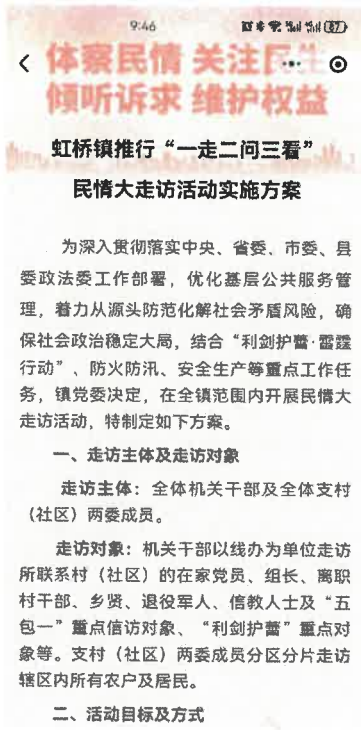 9:46
87
体察民情 关注民生
倾听诉求 维护权益
虹桥镇推行“一走二问三看”
民情大走访活动实施方案
为深入贯彻落实中央、省委、市委、县
委政法委工作部署，优化基层公共服务管
理，着力从源头防范化解社会矛盾风险，确
保社会政治稳定大局，结合“利剑护蕾·雷霆
行动”、防火防汛、安全生产等重点工作任
务，镇党委决定，在全镇范围内开展民情大
走访活动，特制定如下方案。
一、走访主体及走访对象
走访主体：全体机关干部及全体支村
（社区）两委成员。
走访对象：机关干部以线办为单位走访
所联系村（社区）的在家党员、组长、离职
村干部、乡贤、退役军人、信教人士及“五
包一”重点信访对象、“利剑护蕾”重点对
象等。支村（社区）两委成员分区分片走访
辖区内所有农户及居民。
二、活动目标及方式